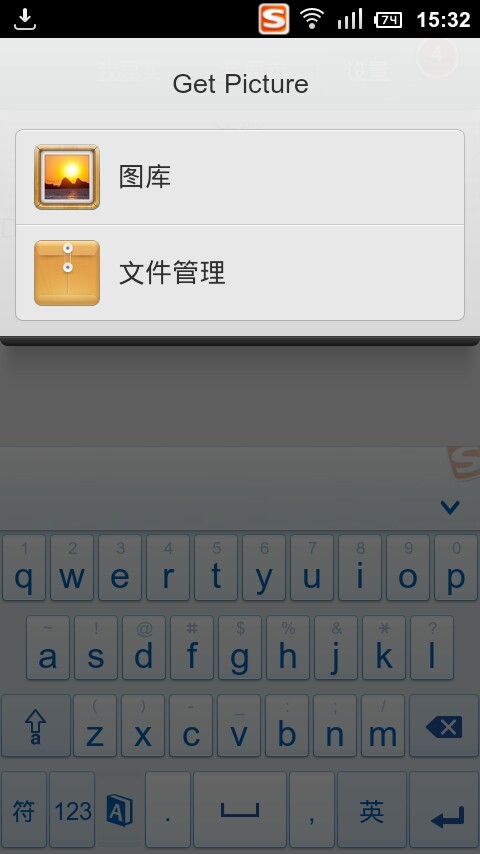 74 15:32
Get Picture
图库
文件管理
1 2 3 4 5 6 7 8 9 0
q w e r t y u i o p
~ ! @ # $ % & * ?
a s d f g h j k l
( ) - _ : ; /
a z x c v b n m
符 123 A . , 英